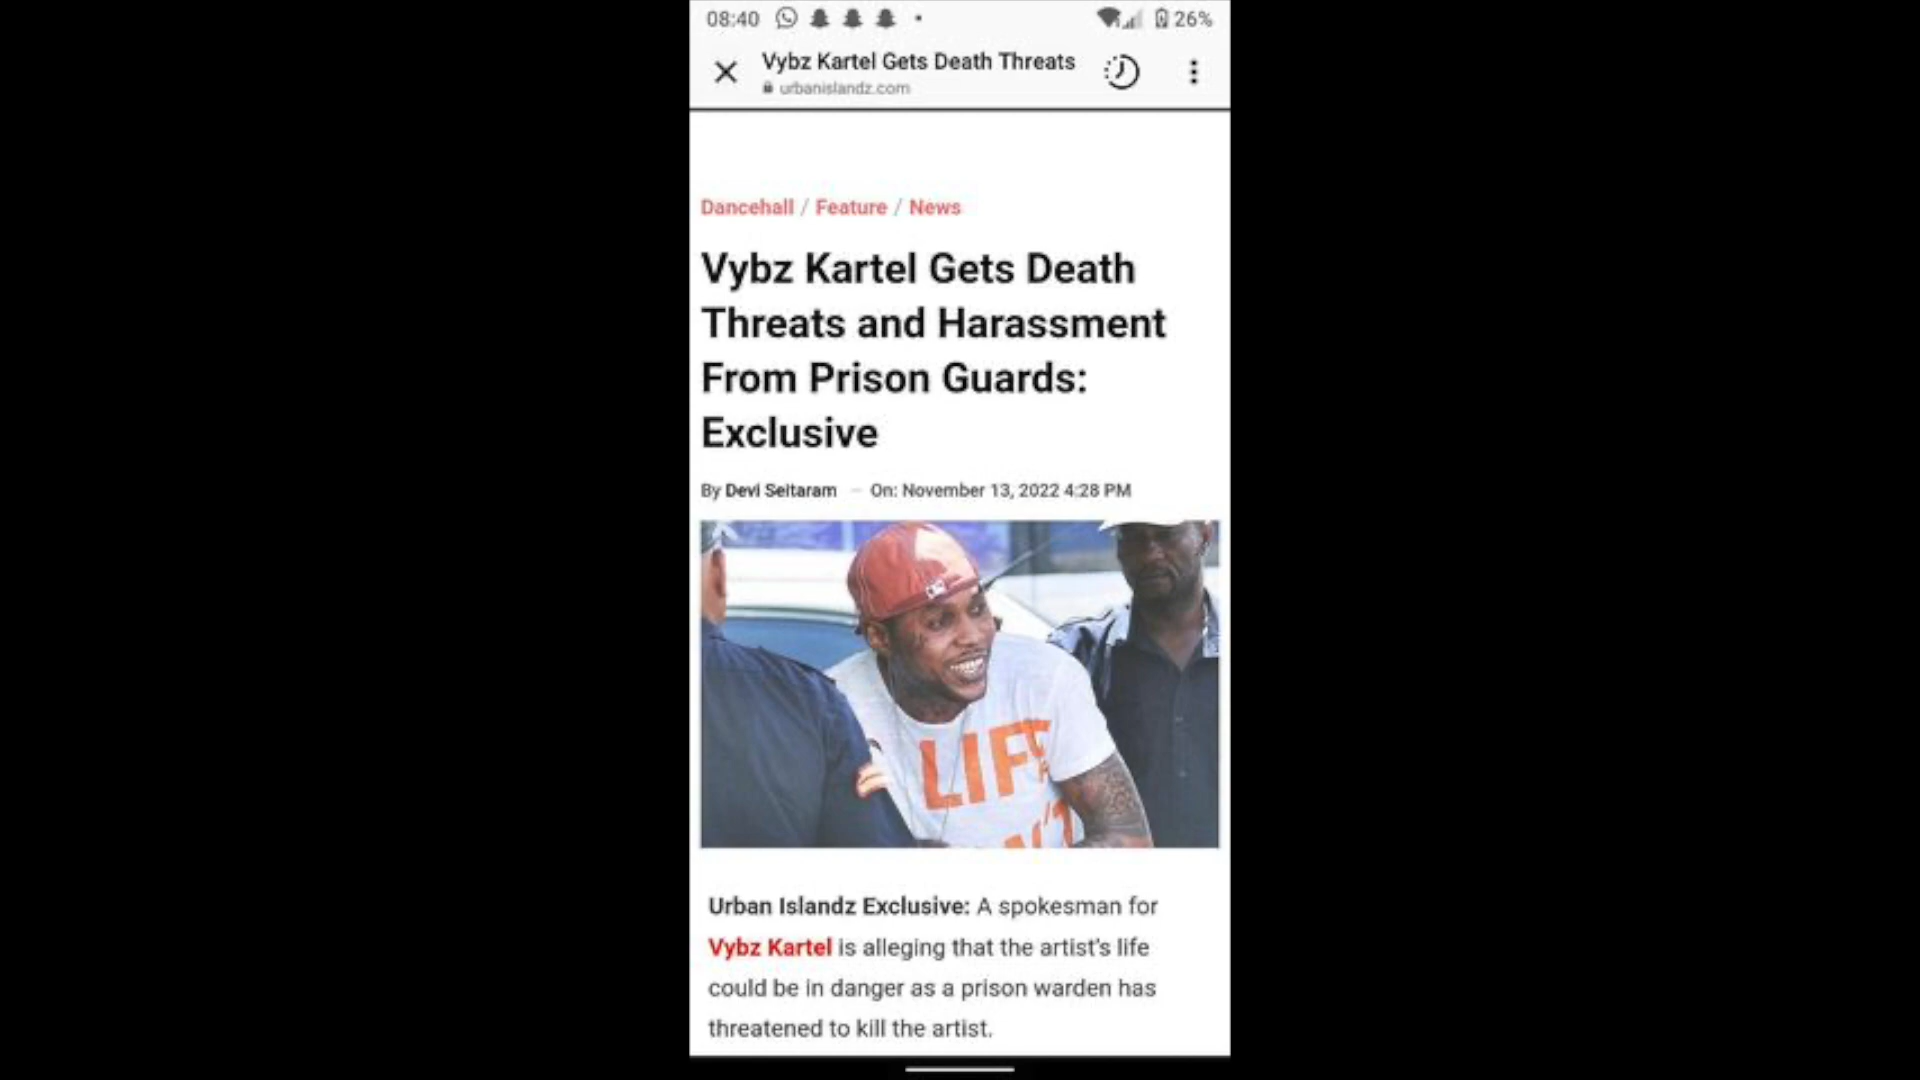 08:40 26%
Vybz Kartel Gets Death Threats
urbanislandz.com
Dancehall / Feature / News
Vybz Kartel Gets Death
Threats and Harassment
From Prison Guards:
Exclusive
By Devi Seitaram – On: November 13, 2022 4:28 PM
LIFE
N'T
Urban Islandz Exclusive: A spokesman for
Vybz Kartel is alleging that the artist's life
could be in danger as a prison warden has
threatened to kill the artist.